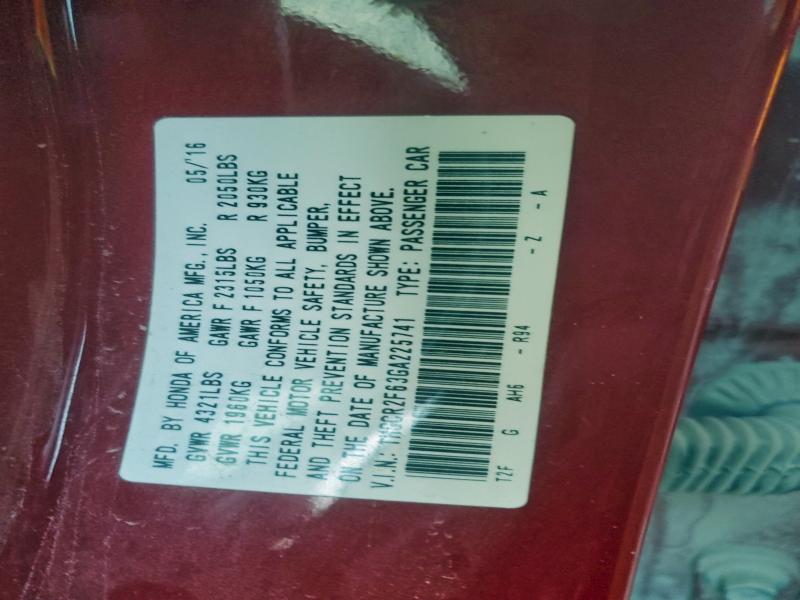 MFD. BY HONDA OF AMERICA MFG., INC. 05/'16
GVWR 4321LBS GAWR F 2315LBS R 2050LBS
GVWR 1960KG GAWR F 1050KG R 930KG
THIS VEHICLE CONFORMS TO ALL APPLICABLE
FEDERAL MOTOR VEHICLE SAFETY, BUMPER,
AND THEFT PREVENTION STANDARDS IN EFFECT
ON THE DATE OF MANUFACTURE SHOWN ABOVE.
V.I.N.: 1HGCR2F63GA225741 TYPE: PASSENGER CAR
T2F G AH6 - R94 - Z - A